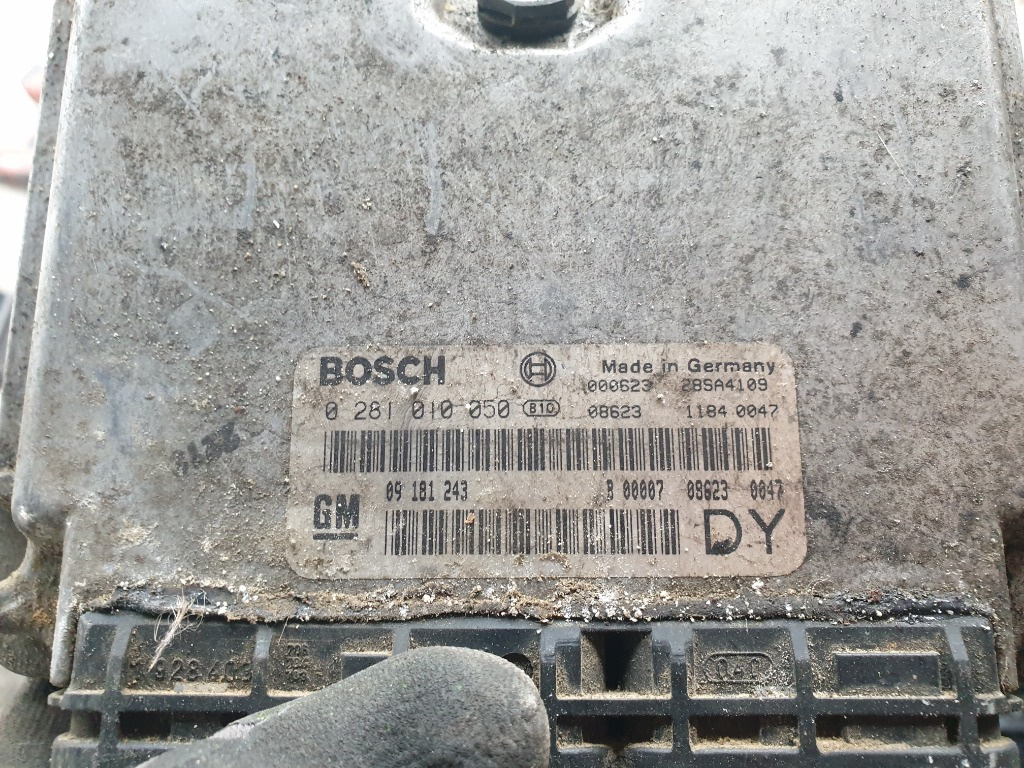 BOSCH Made in Germany
000623 28SA4109
0 281 010 050 B10 08623 1184 0047
09 181 243 B 00007 08623 0047
GM DY